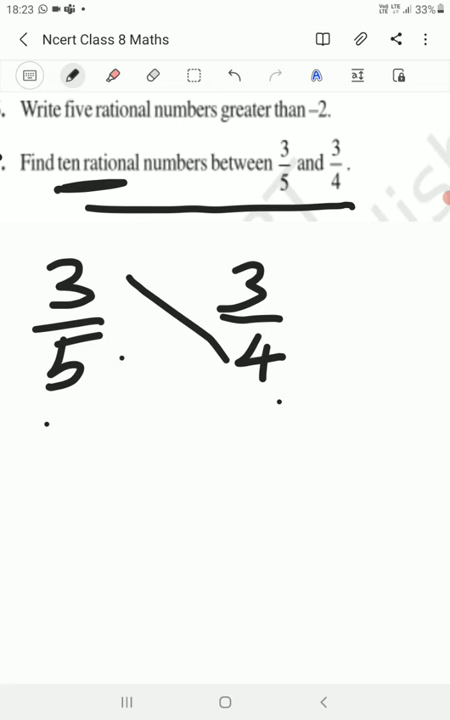 18:23 33%
Ncert Class 8 Maths
. Write five rational numbers greater than –2.
. Find ten rational numbers between 3/5 and 3/4 .
3/5 3/4